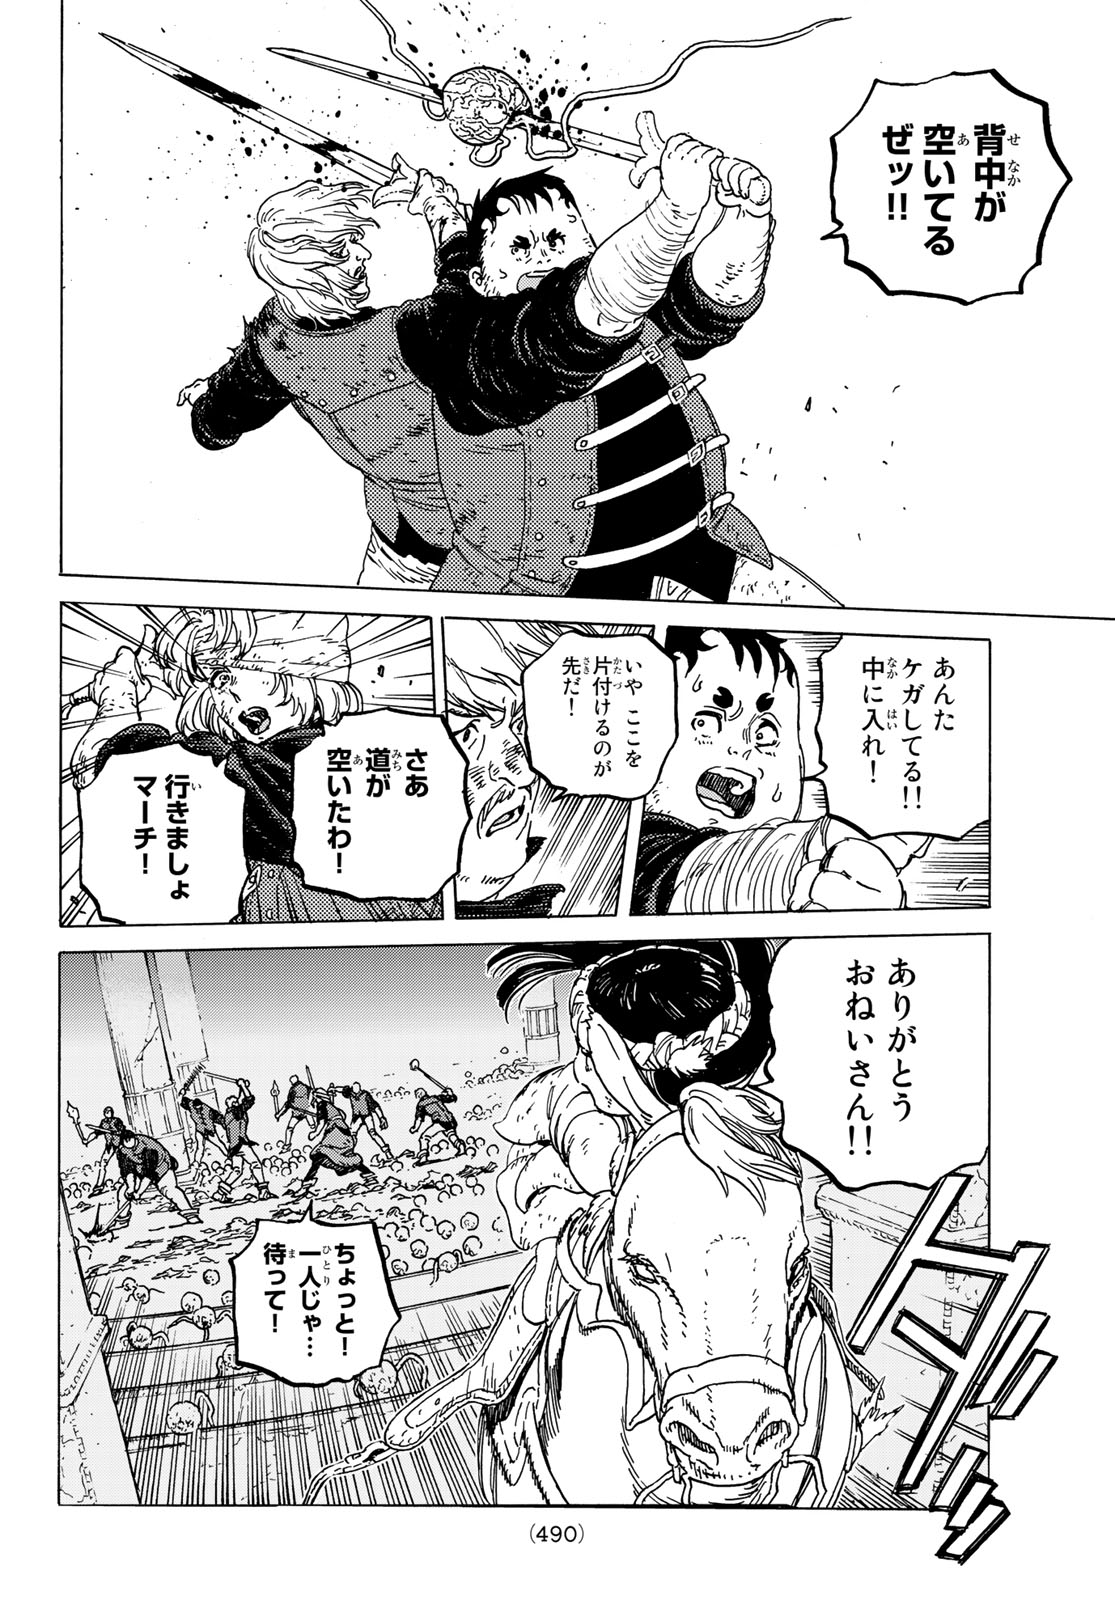 背中が
空いてる
ゼッ!!
あんた
ケガしてる!!
中に入れ!
いや ここを
片付けるのが
先だ!
さあ
道が
空いたわ!
行きましょ
マーチ!
ありがとう
おねいさん!!
ちょっと!
一人じゃ…
待って!
ダダッ
(490)